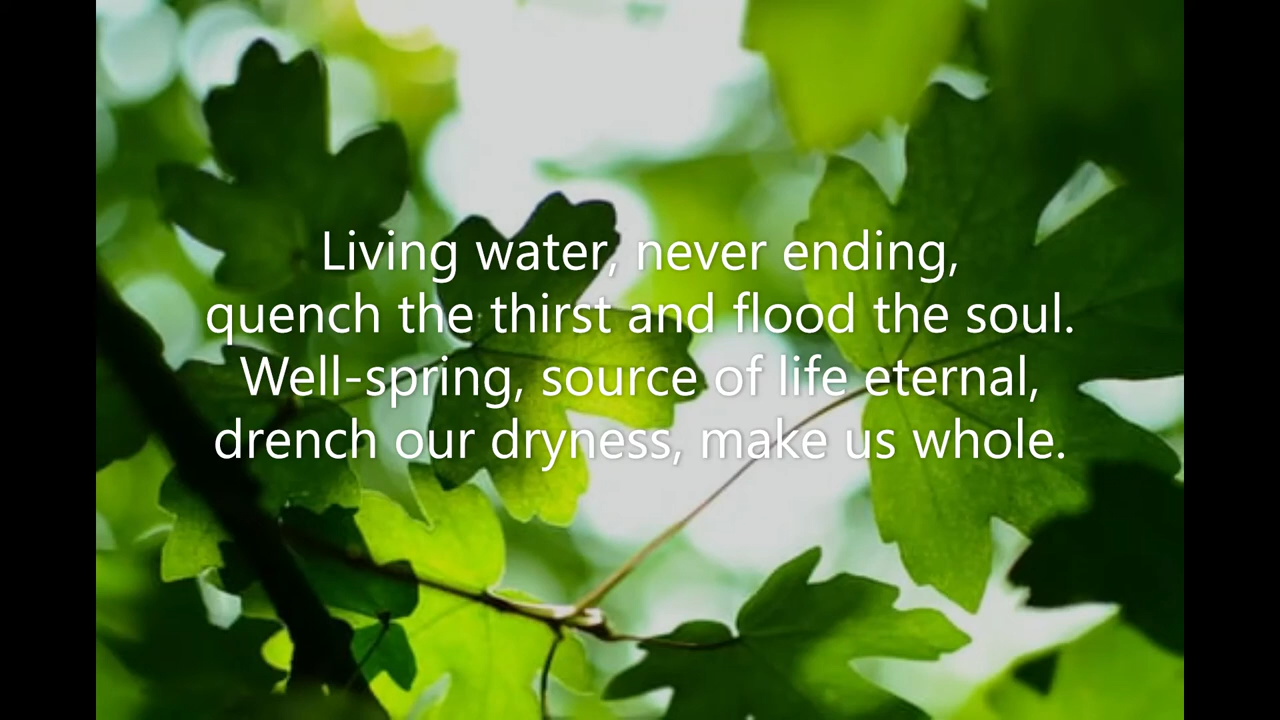 Living water, never ending,
quench the thirst and flood the soul.
Well-spring, source of life eternal,
drench our dryness, make us whole.